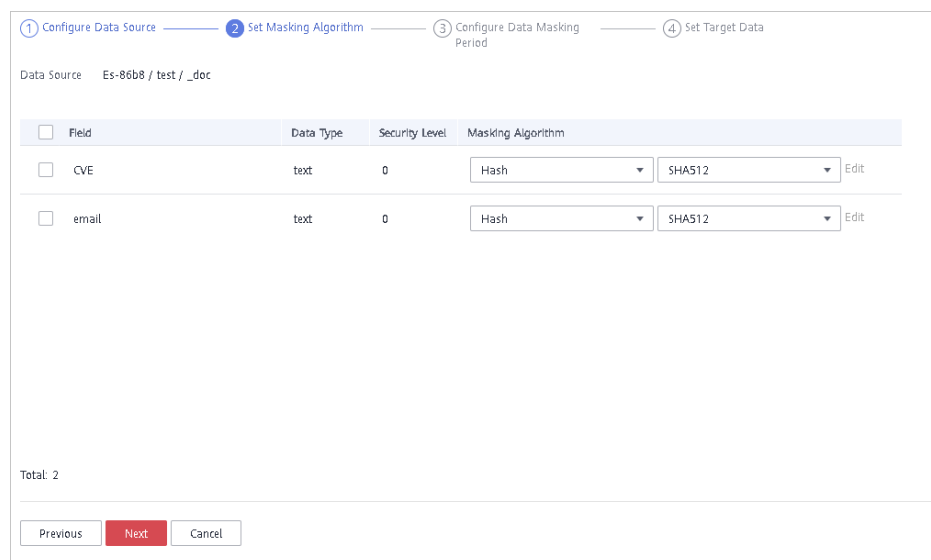 1 Configure Data Source 2 Set Masking Algorithm 3 Configure Data Masking 4 Set Target Data
Period
Data Source Es-86b8 / test / _doc
Field Data Type Security Level Masking Algorithm
CVE text 0 Hash SHA512 Edit
email text 0 Hash SHA512 Edit
Total: 2
Previous Next Cancel